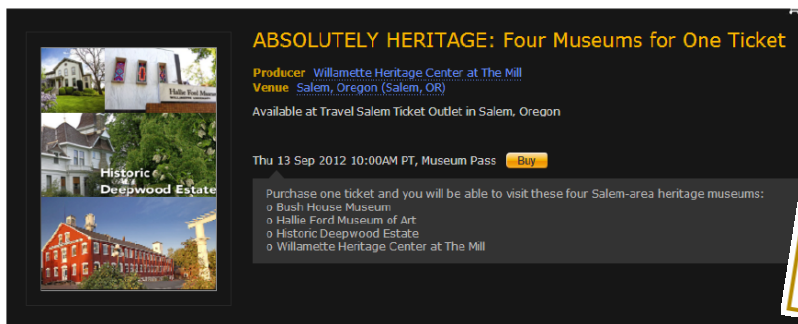 ABSOLUTELY HERITAGE: Four Museums for One Ticket
Producer Willamette Heritage Center at The Mill
Venue Salem, Oregon (Salem, OR)
Available at Travel Salem Ticket Outlet in Salem, Oregon
Thu 13 Sep 2012 10:00AM PT, Museum Pass Buy
Purchase one ticket and you will be able to visit these four Salem-area heritage museums:
o Bush House Museum
o Hallie Ford Museum of Art
o Historic Deepwood Estate
o Willamette Heritage Center at The Mill
Hallie Ford Museum
Historic
Deepwood Estate